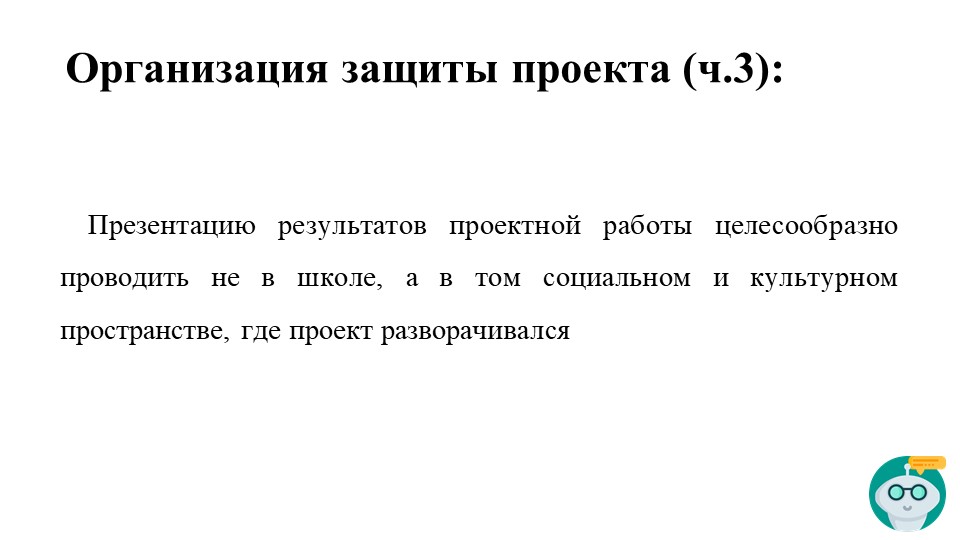 Организация защиты проекта (ч.3):
Презентацию результатов проектной работы целесообразно
проводить не в школе, а в том социальном и культурном
пространстве, где проект разворачивался